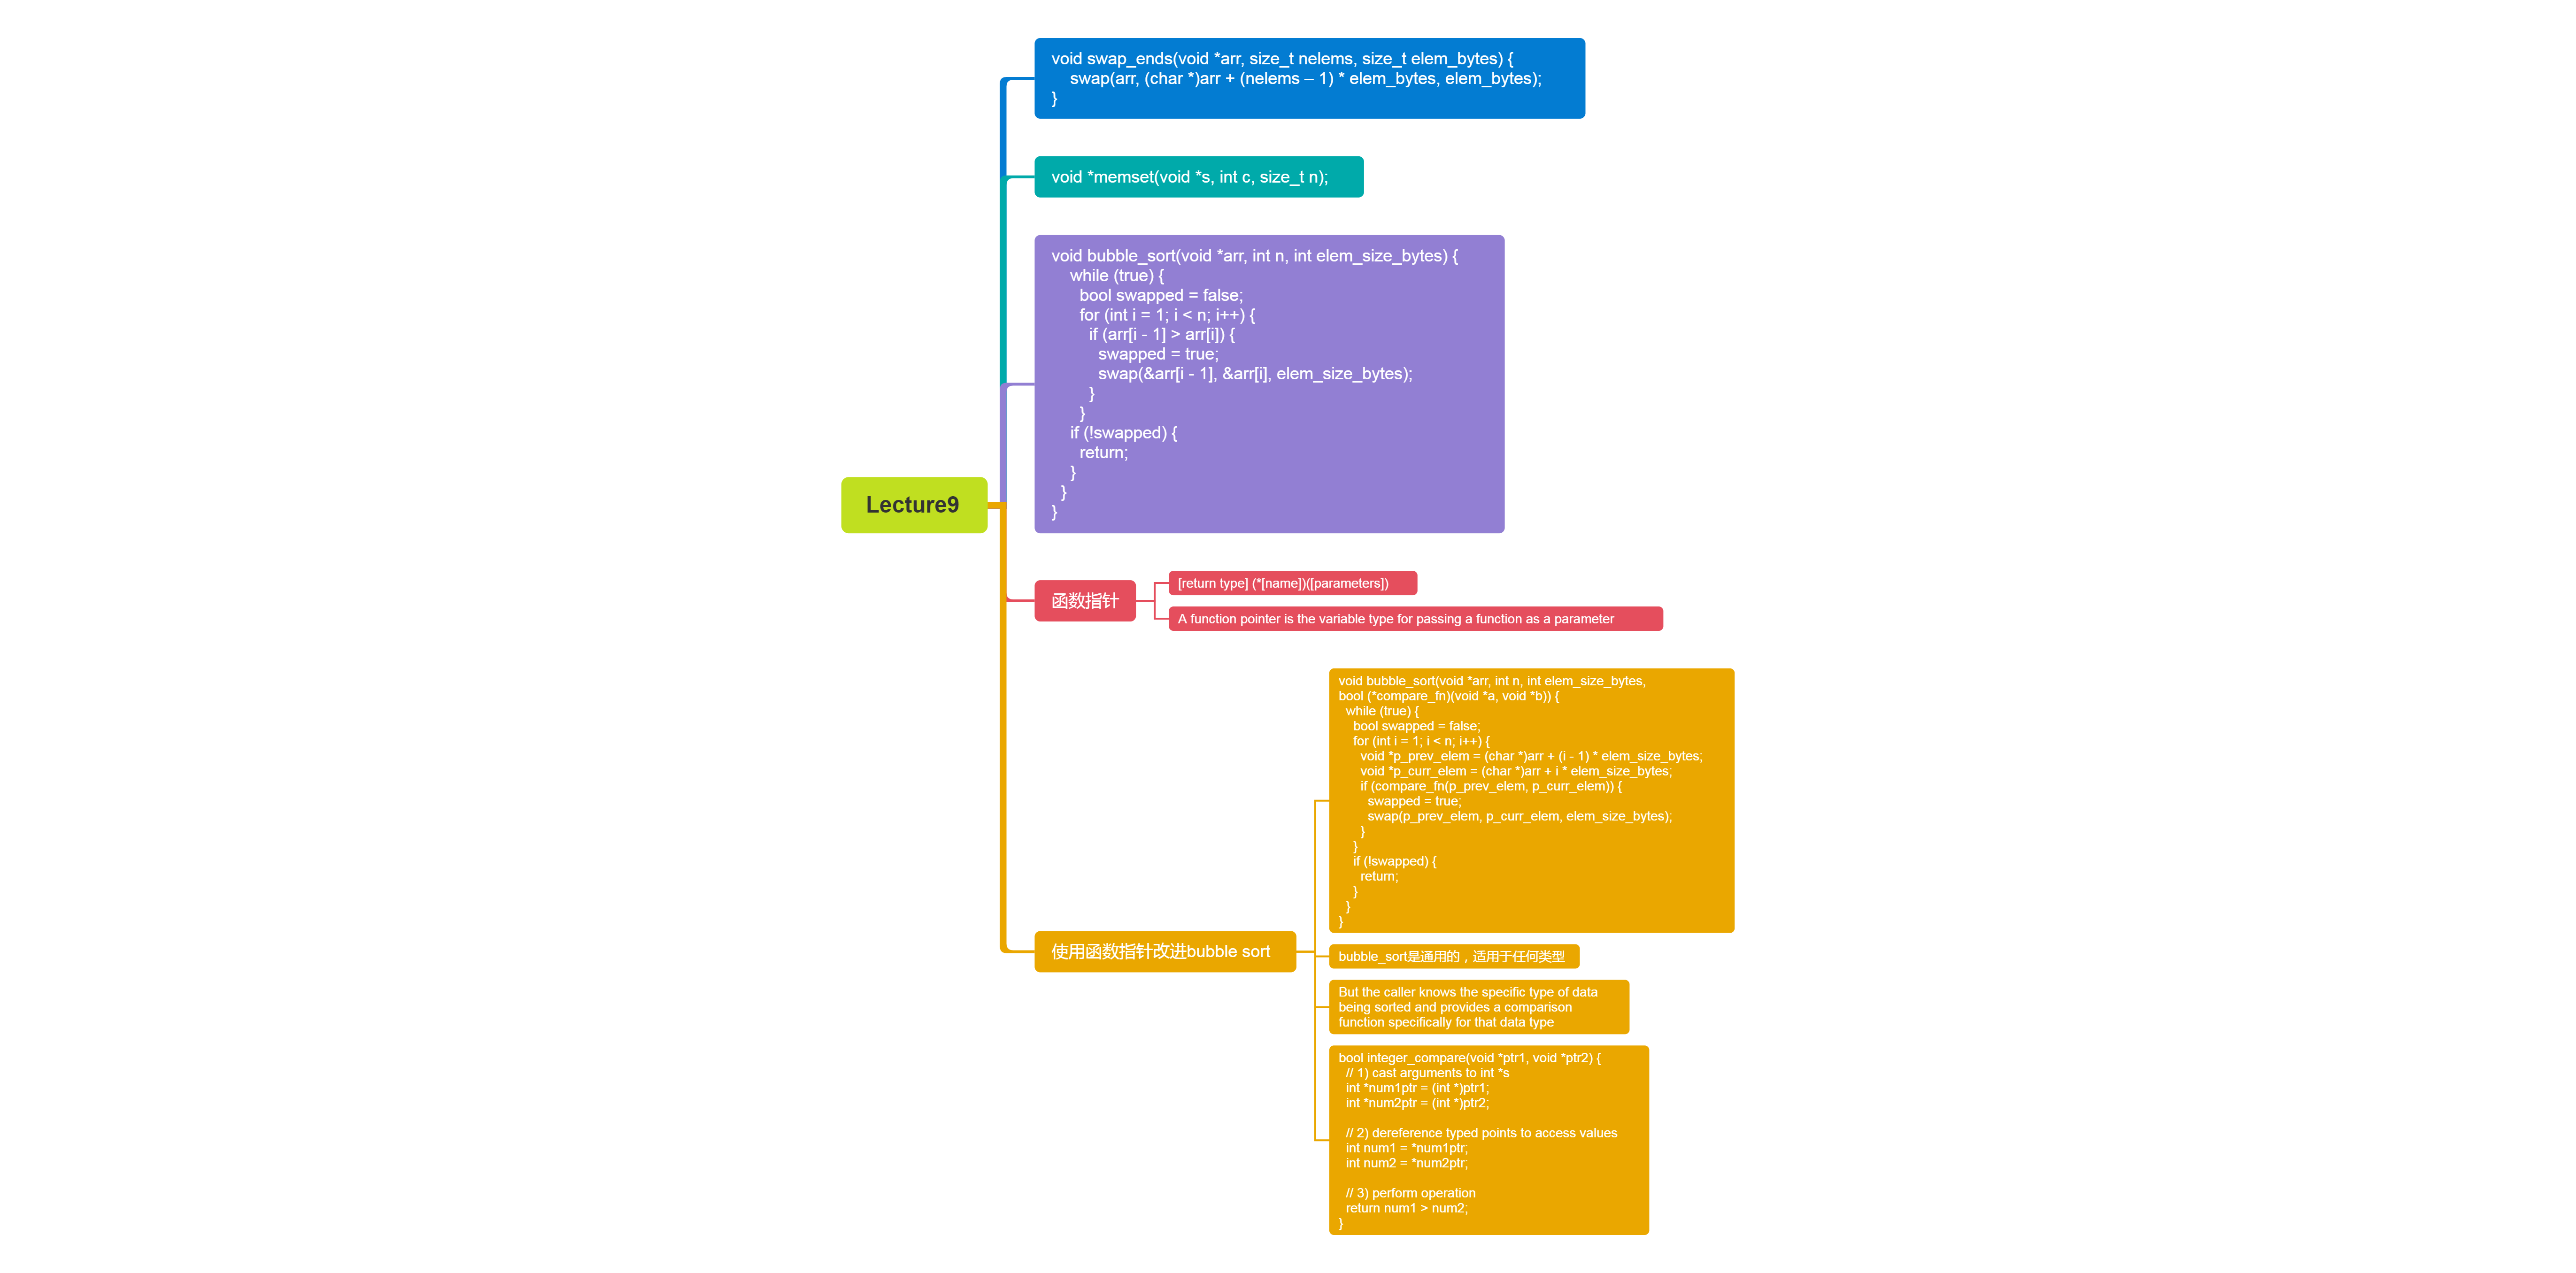 void swap_ends(void *arr, size_t nelems, size_t elem_bytes) {
    swap(arr, (char *)arr + (nelems – 1) * elem_bytes, elem_bytes);
}
void *memset(void *s, int c, size_t n);
void bubble_sort(void *arr, int n, int elem_size_bytes) {
    while (true) {
      bool swapped = false;
      for (int i = 1; i < n; i++) {
        if (arr[i - 1] > arr[i]) {
          swapped = true;
          swap(&arr[i - 1], &arr[i], elem_size_bytes);
        }
      }
    if (!swapped) {
      return;
    }
  }
}
Lecture9
函数指针
[return type] (*[name])([parameters])
A function pointer is the variable type for passing a function as a parameter
使用函数指针改进bubble sort
void bubble_sort(void *arr, int n, int elem_size_bytes,
bool (*compare_fn)(void *a, void *b)) {
  while (true) {
    bool swapped = false;
    for (int i = 1; i < n; i++) {
      void *p_prev_elem = (char *)arr + (i - 1) * elem_size_bytes;
      void *p_curr_elem = (char *)arr + i * elem_size_bytes;
      if (compare_fn(p_prev_elem, p_curr_elem)) {
        swapped = true;
        swap(p_prev_elem, p_curr_elem, elem_size_bytes);
      }
    }
    if (!swapped) {
      return;
    }
  }
}
bubble_sort是通用的，适用于任何类型
But the caller knows the specific type of data
being sorted and provides a comparison
function specifically for that data type
bool integer_compare(void *ptr1, void *ptr2) {
  // 1) cast arguments to int *s
  int *num1ptr = (int *)ptr1;
  int *num2ptr = (int *)ptr2;
  // 2) dereference typed points to access values
  int num1 = *num1ptr;
  int num2 = *num2ptr;
  // 3) perform operation
  return num1 > num2;
}